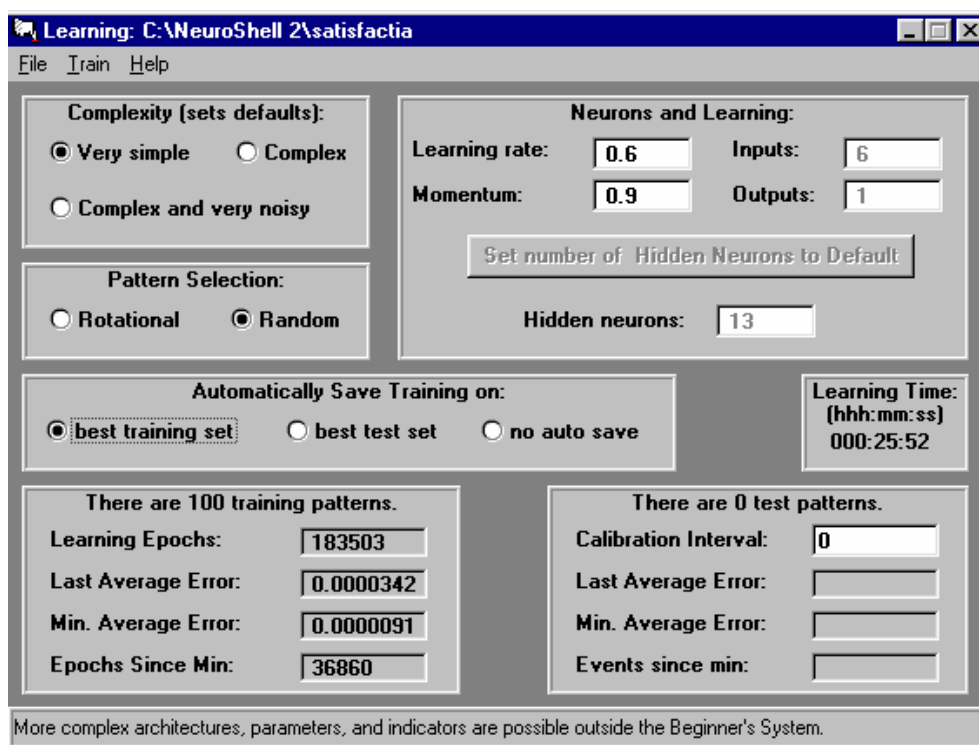 Learning: C:\NeuroShell 2\satisfactia
File Train Help
Complexity (sets defaults):
Very simple Complex
Complex and very noisy
Pattern Selection:
Rotational Random
Neurons and Learning:
Learning rate: 0.6 Inputs: 6
Momentum: 0.9 Outputs: 1
Set number of Hidden Neurons to Default
Hidden neurons: 13
Automatically Save Training on:
best training set best test set no auto save
Learning Time:
(hhh:mm:ss)
000:25:52
There are 100 training patterns.
Learning Epochs: 183503
Last Average Error: 0.0000342
Min. Average Error: 0.0000091
Epochs Since Min: 36860
There are 0 test patterns.
Calibration Interval: 0
Last Average Error:
Min. Average Error:
Events since min:
More complex architectures, parameters, and indicators are possible outside the Beginner's System.